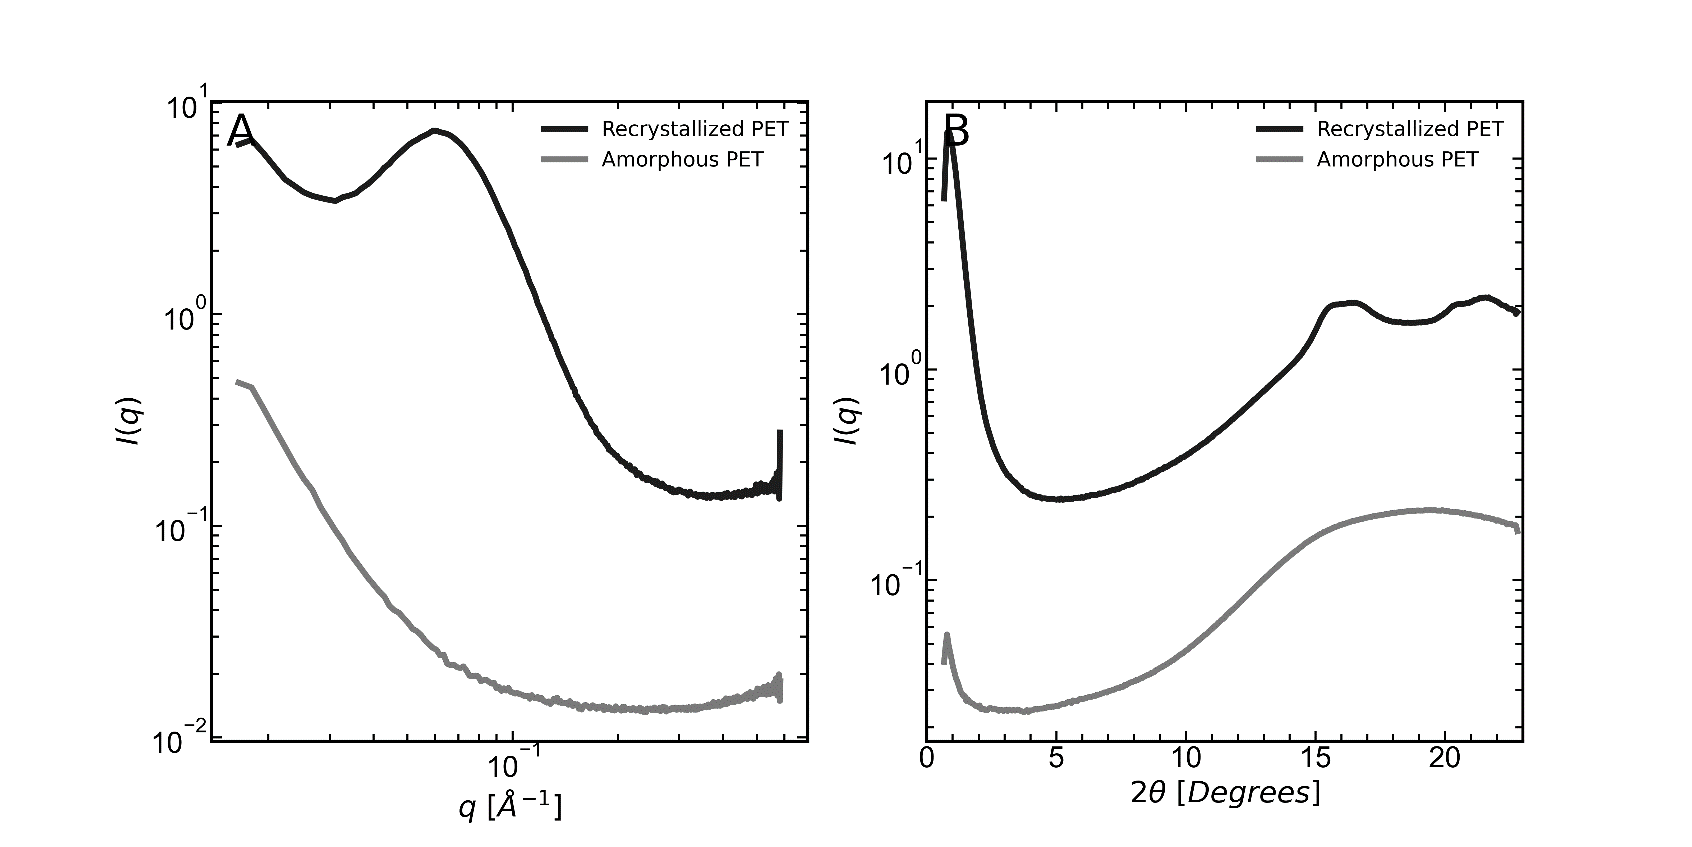 A
Recrystallized PET
Amorphous PET
10^1
10^0
10^−1
10^−2
I(q)
10^−1
q [Å^−1]
B
Recrystallized PET
Amorphous PET
10^1
10^0
10^−1
I(q)
0 5 10 15 20
2θ [Degrees]